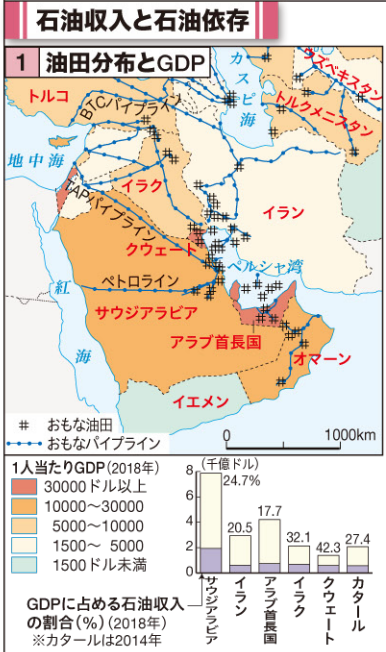 石油収入と石油依存
1 油田分布とGDP
カスピ海
ウズベキスタン
トルコ
BTCパイプライン
トルクメニスタン
地中海
イラク
イラン
TAPパイプライン
クウェート
ペルシャ湾
ペトロライン
紅海
サウジアラビア
アラブ首長国
オマーン
イエメン
おもな油田
おもなパイプライン
0 1000km
1人当たりGDP(2018年)
30000ドル以上
10000〜30000
5000〜10000
1500〜 5000
1500ドル未満
(千億ドル)
8
6
4
2
0
24.7%
20.5
17.7
32.1
42.3
27.4
サウジアラビア
イラン
アラブ首長国
イラク
クウェート
カタール
GDPに占める石油収入
の割合(%)(2018年)
※カタールは2014年